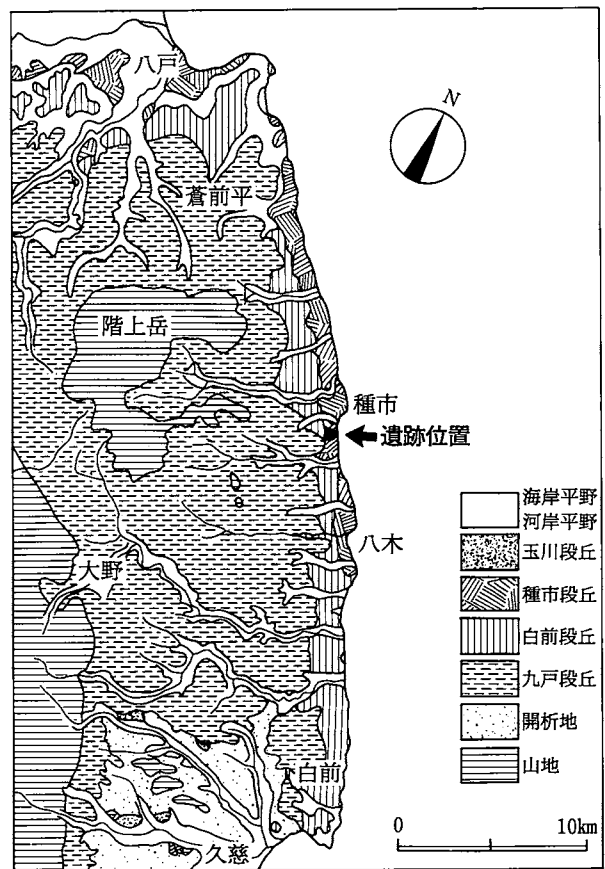 八戸
N
蒼前平
階上岳
種市
遺跡位置
八木
大野
白前
久慈
海岸平野
河岸平野
玉川段丘
種市段丘
白前段丘
九戸段丘
開析地
山地
0 10km